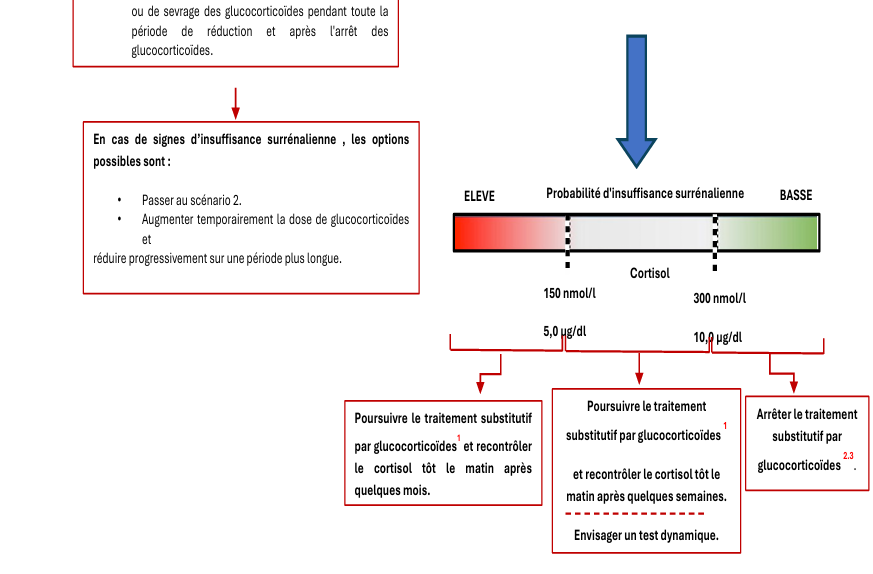 ou de sevrage des glucocorticoïdes pendant toute la
période de réduction et après l'arrêt des
glucocorticoïdes.
En cas de signes d'insuffisance surrénalienne , les options
possibles sont :
• Passer au scénario 2.
• Augmenter temporairement la dose de glucocorticoïdes
et
réduire progressivement sur une période plus longue.
ELEVE
Probabilité d'insuffisance surrénalienne
BASSE
Cortisol
150 nmol/l
300 nmol/l
5,0 µg/dl
10,0 µg/dl
Poursuivre le traitement substitutif
par glucocorticoïdes1 et recontrôler
le cortisol tôt le matin après
quelques mois.
Poursuivre le traitement
substitutif par glucocorticoïdes 1
et recontrôler le cortisol tôt le
matin après quelques semaines.
Envisager un test dynamique.
Arrêter le traitement
substitutif par
glucocorticoïdes 2.3.